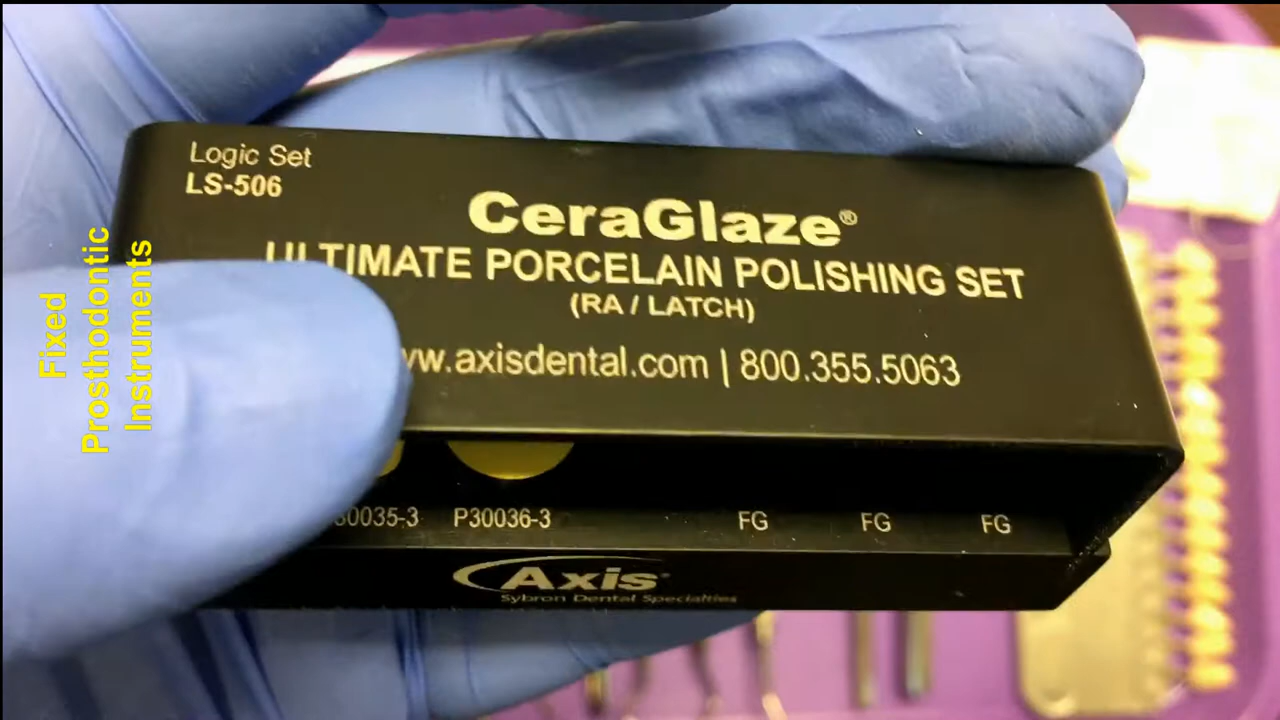 Logic Set
LS-506
CeraGlaze®
ULTIMATE PORCELAIN POLISHING SET
(RA / LATCH)
w.axisdental.com | 800.355.5063
0035-3 P30036-3 FG FG FG
Axis
Sybron Dental Specialties
Fixed
Prosthodontic
Instruments